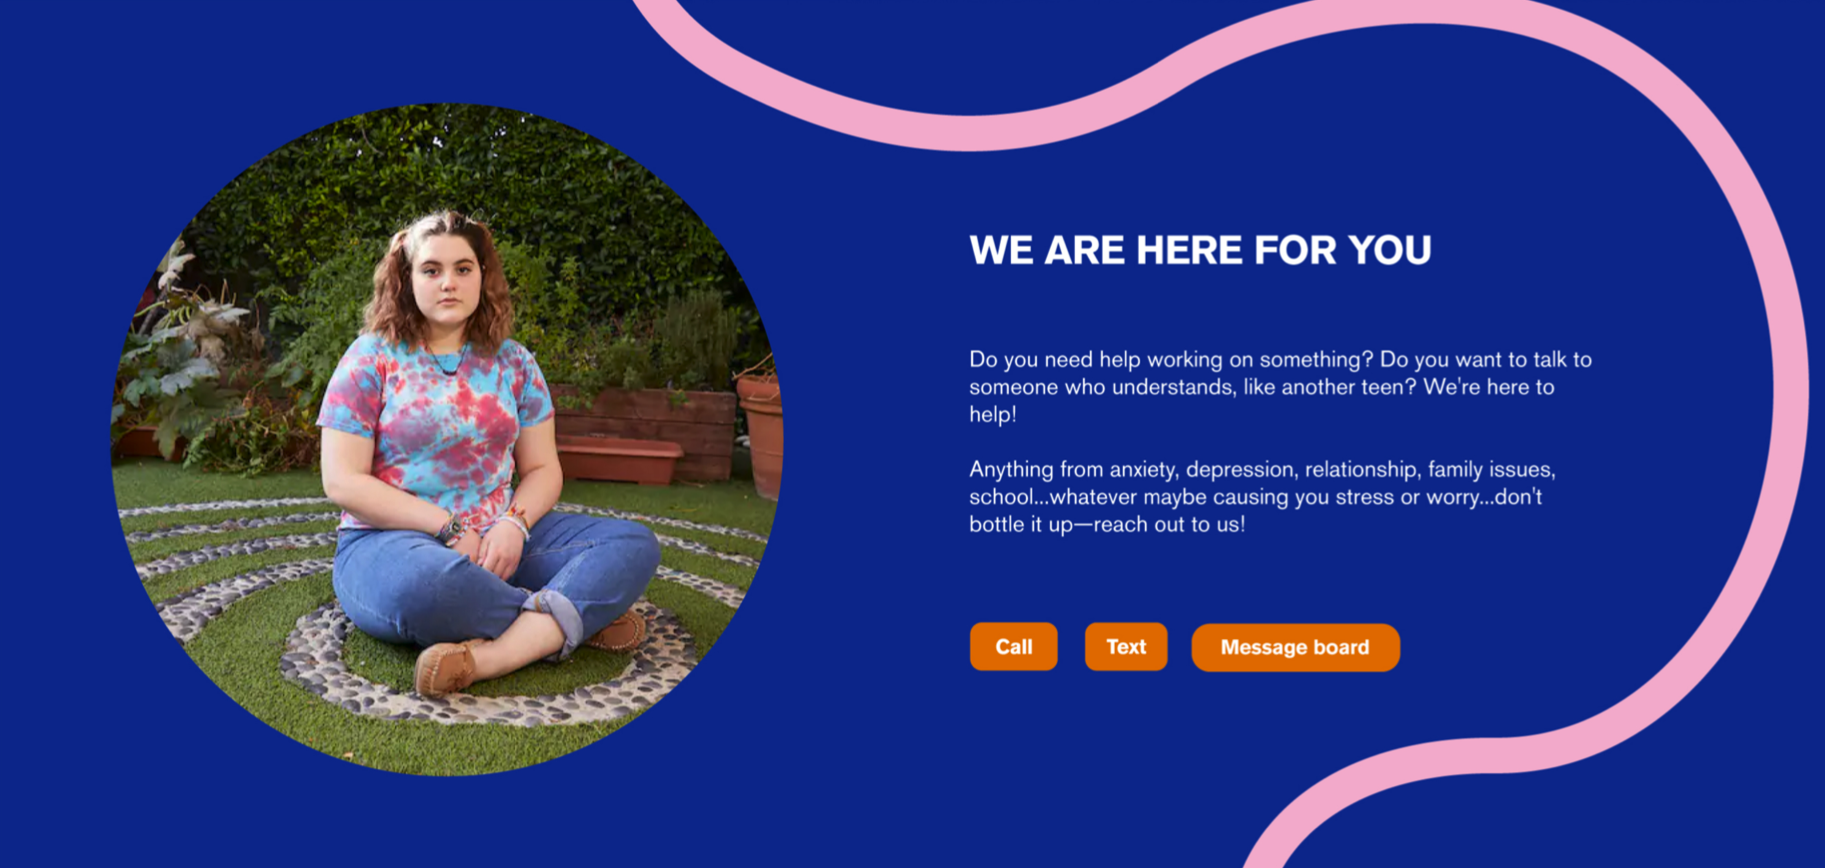 WE ARE HERE FOR YOU
Do you need help working on something? Do you want to talk to
someone who understands, like another teen? We're here to
help!
Anything from anxiety, depression, relationship, family issues,
school...whatever maybe causing you stress or worry...don't
bottle it up—reach out to us!
Call
Text
Message board